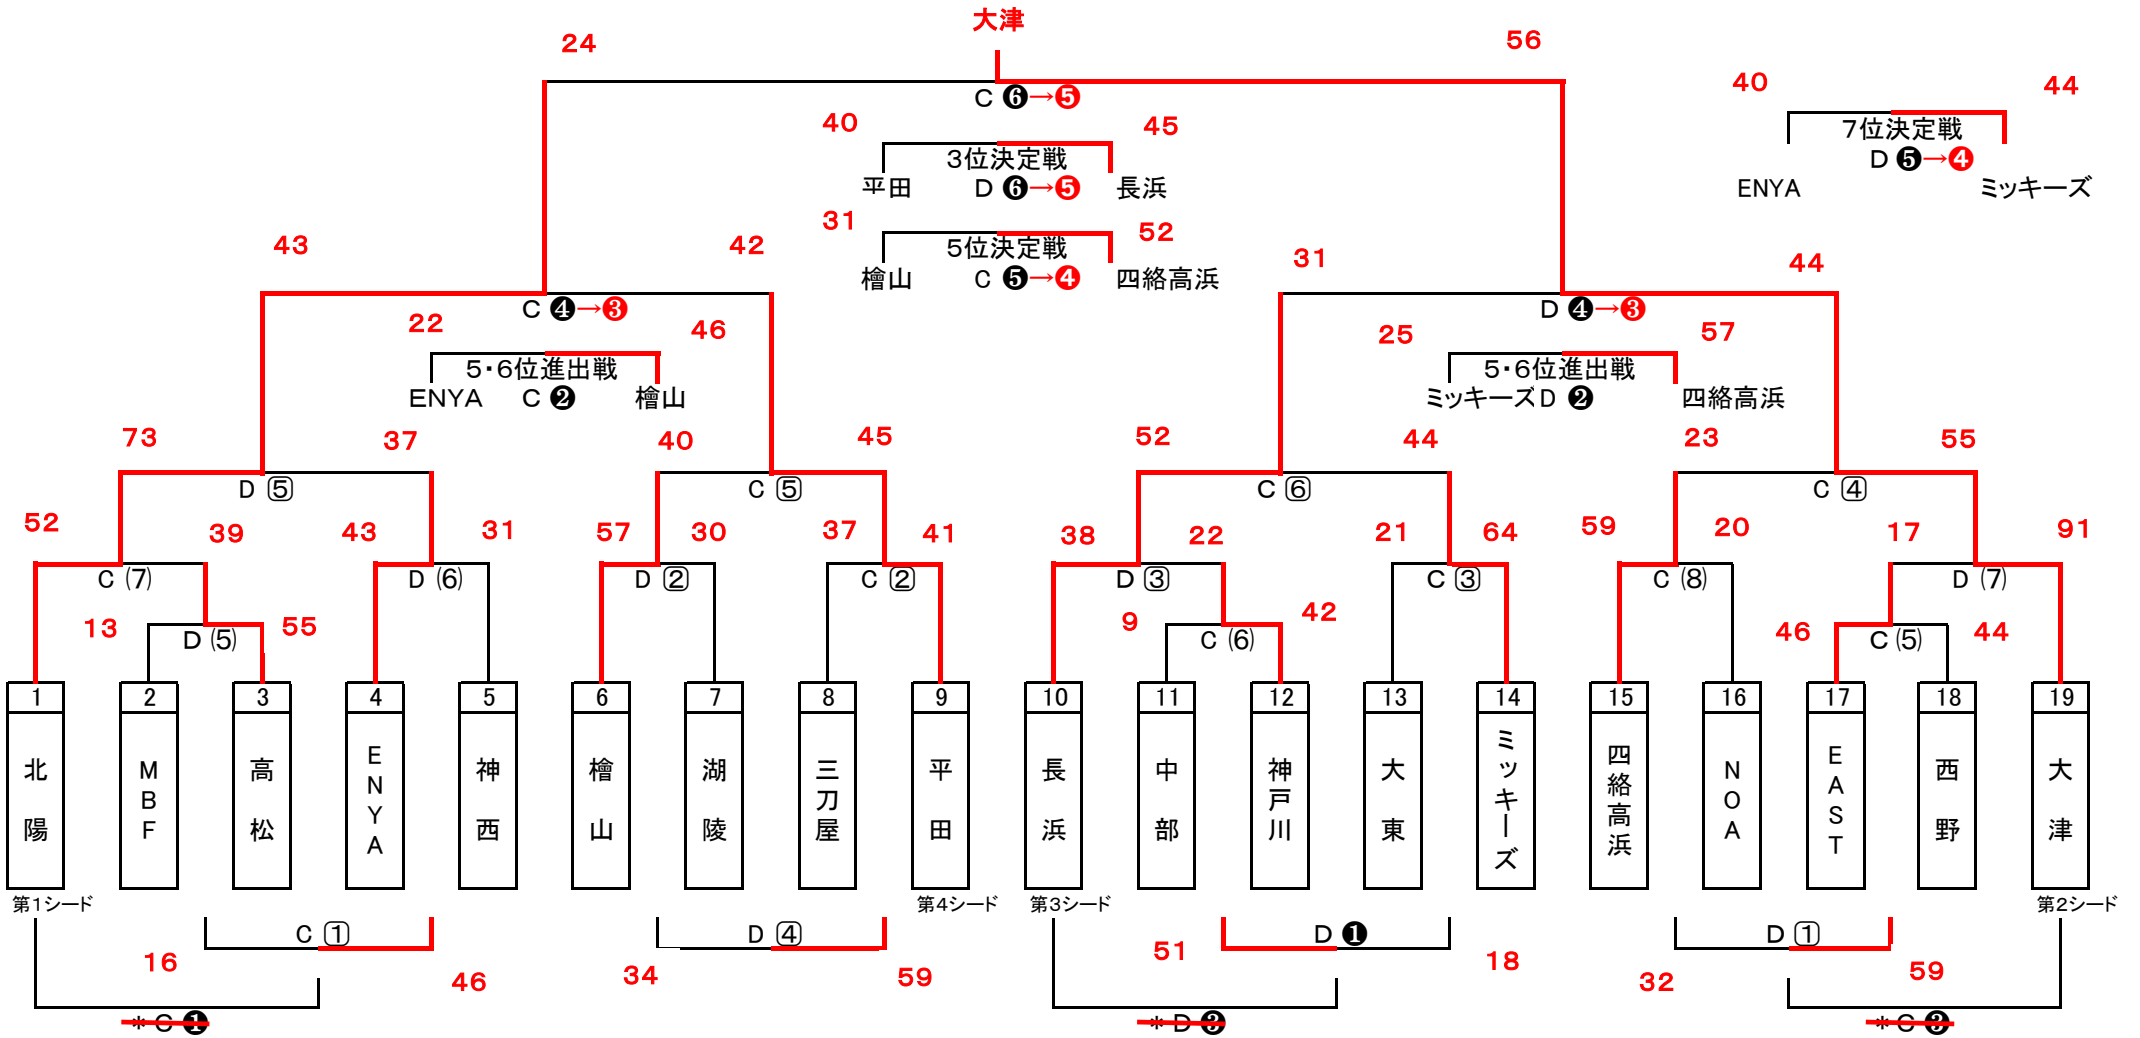 大津
24 56
C ❻→❺
40 44
7位決定戦
D ❺→❹
ENYA ミッキーズ
40 45
3位決定戦
平田 D ❻→❺ 長浜
31 52
5位決定戦
檜山 C ❺→❹ 四絡高浜
43 42 31 44
C ❹→❸ D ❹→❸
22 46 25 57
5・6位進出戦 5・6位進出戦
ENYA C ❷ 檜山 ミッキーズ D ❷ 四絡高浜
73 37 40 45 52 44 23 55
D ⑤ C ⑤ C ⑥ C ④
52 39 43 31 57 30 37 41 38 22 21 64 59 20 17 91
C (7) D (6) D ② C ② D ③ C ③ C (8) D (7)
13 55 9 42 46 44
D (5) C (6) C (5)
1 2 3 4 5 6 7 8 9 10 11 12 13 14 15 16 17 18 19
北陽
MBF
高松
ENYA
神西
檜山
湖陵
三刀屋
平田
長浜
中部
神戸川
大東
ミッキーズ
四絡高浜
NOA
EAST
西野
大津
第1シード 第4シード 第3シード 第2シード
C ① D ④ D ❶ D ①
16 46 34 59 51 18 32 59
* C ❶ * D ❸ * C ❸